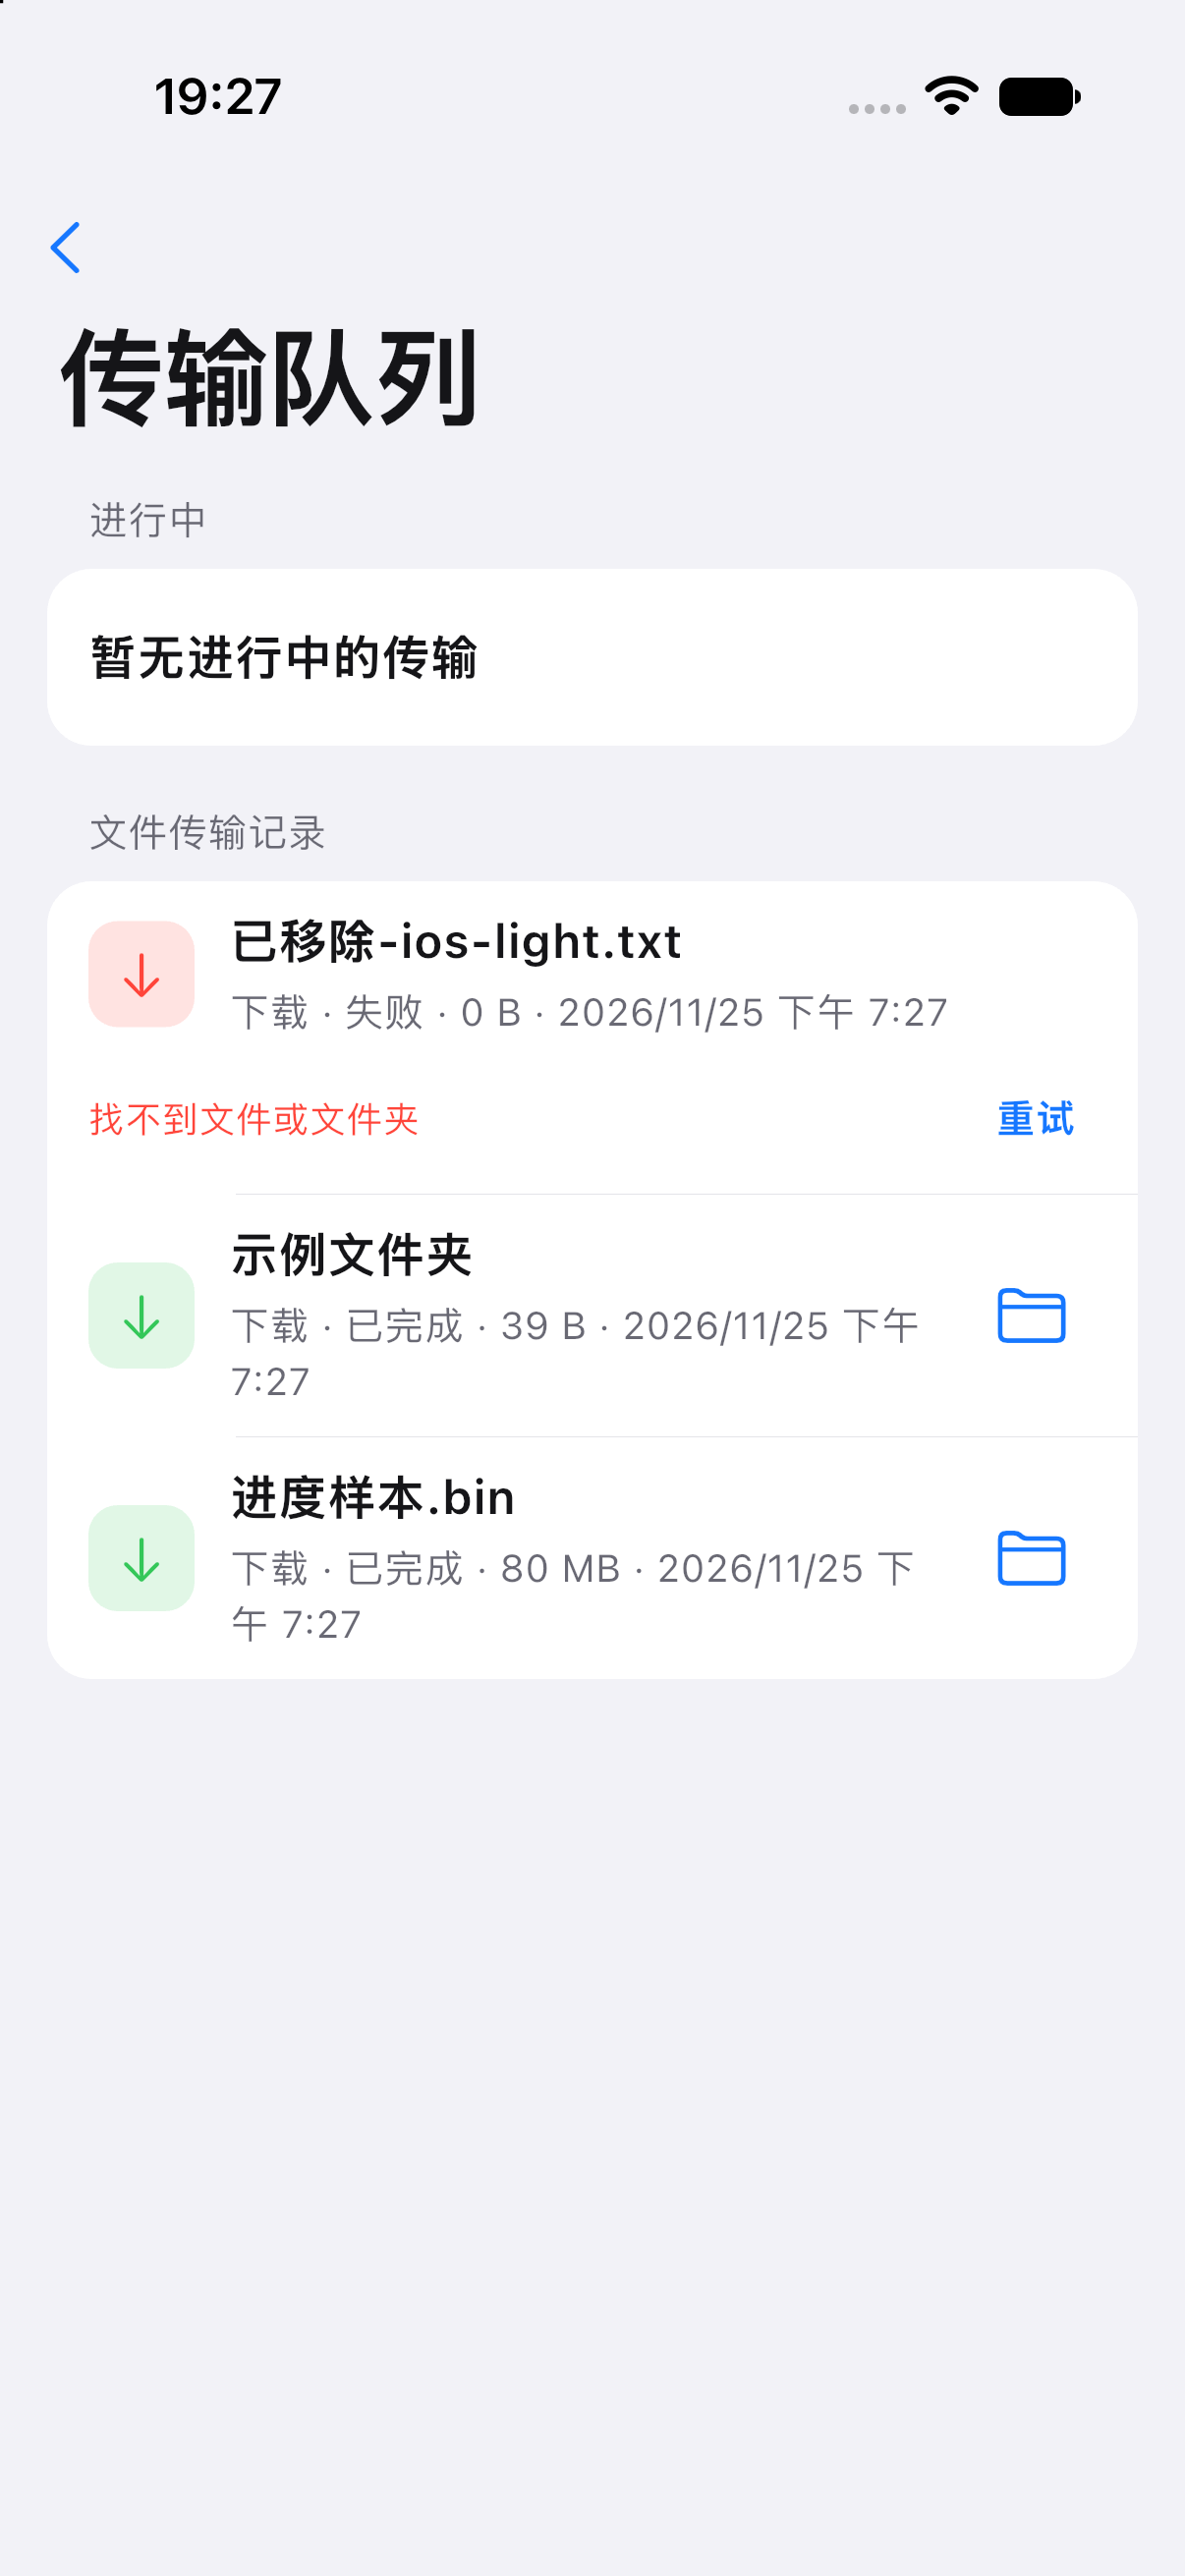 19:27
传输队列
进行中
暂无进行中的传输
文件传输记录
已移除-ios-light.txt
下载 · 失败 · 0 B · 2026/11/25 下午 7:27
找不到文件或文件夹
重试
示例文件夹
下载 · 已完成 · 39 B · 2026/11/25 下午
7:27
进度样本.bin
下载 · 已完成 · 80 MB · 2026/11/25 下
午 7:27